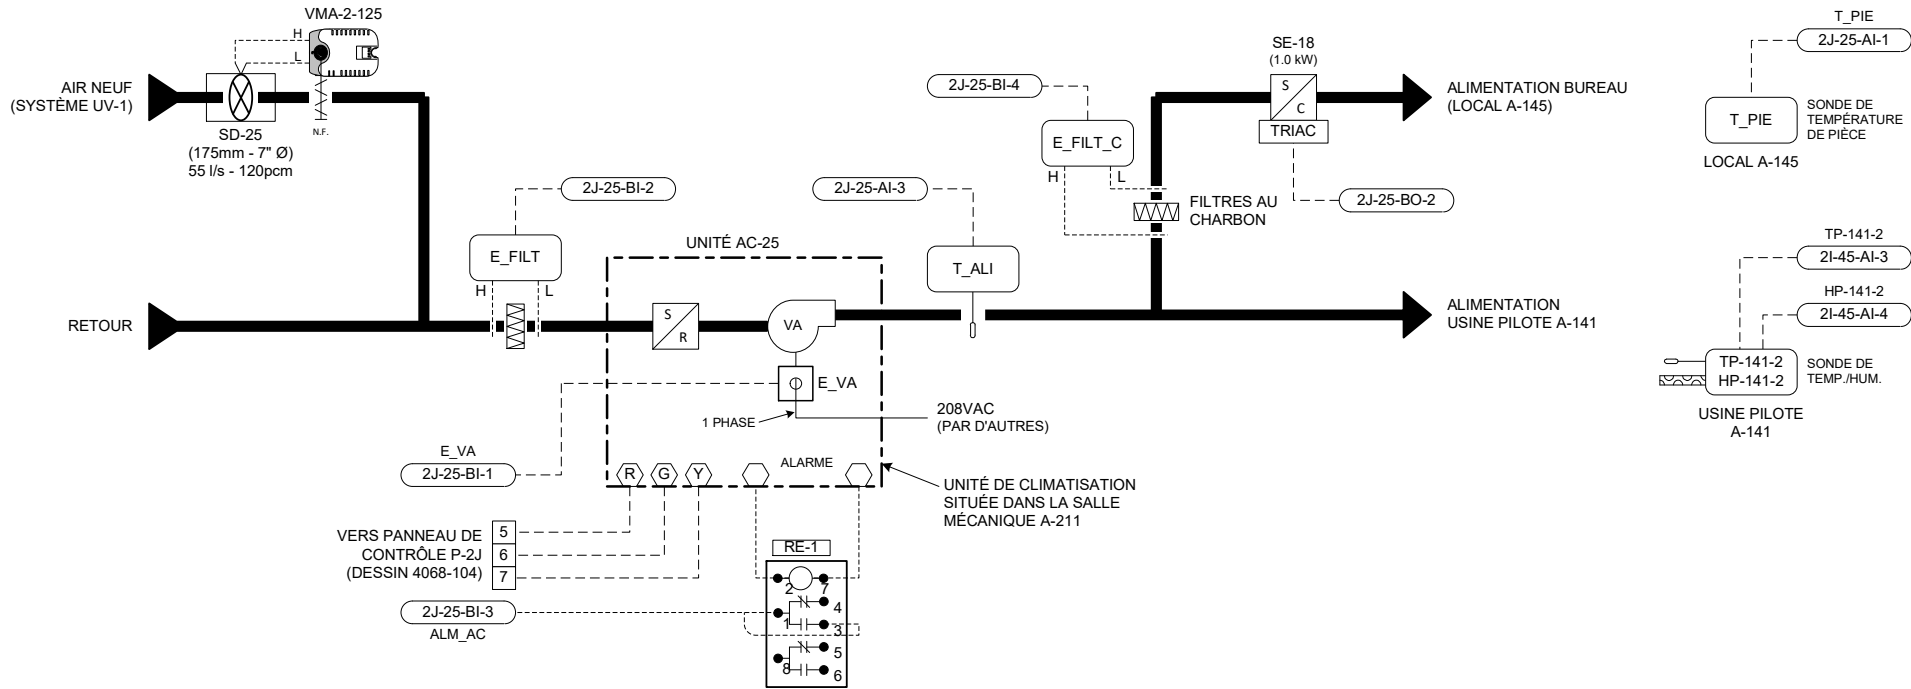 VMA-2-125
H
L
AIR NEUF
(SYSTÈME UV-1)
N.F.
SD-25
(175mm - 7" Ø)
55 l/s - 120pcm
2J-25-BI-2
E_FILT
H
L
RETOUR
UNITÉ AC-25
S
R
VA
E_VA
1 PHASE
208VAC
(PAR D'AUTRES)
E_VA
2J-25-BI-1
R
G
Y
ALARME
UNITÉ DE CLIMATISATION
SITUÉE DANS LA SALLE
MÉCANIQUE A-211
VERS PANNEAU DE
CONTRÔLE P-2J
(DESSIN 4068-104)
5
6
7
2J-25-BI-3
ALM_AC
RE-1
2
7
4
1
3
5
8
6
2J-25-AI-3
T_ALI
2J-25-BI-4
E_FILT_C
H
L
FILTRES AU
CHARBON
SE-18
(1.0 kW)
S
C
TRIAC
2J-25-BO-2
ALIMENTATION BUREAU
(LOCAL A-145)
ALIMENTATION
USINE PILOTE A-141
T_PIE
2J-25-AI-1
T_PIE
SONDE DE
TEMPÉRATURE
DE PIÈCE
LOCAL A-145
TP-141-2
2I-45-AI-3
HP-141-2
2I-45-AI-4
TP-141-2
HP-141-2
SONDE DE
TEMP./HUM.
USINE PILOTE
A-141